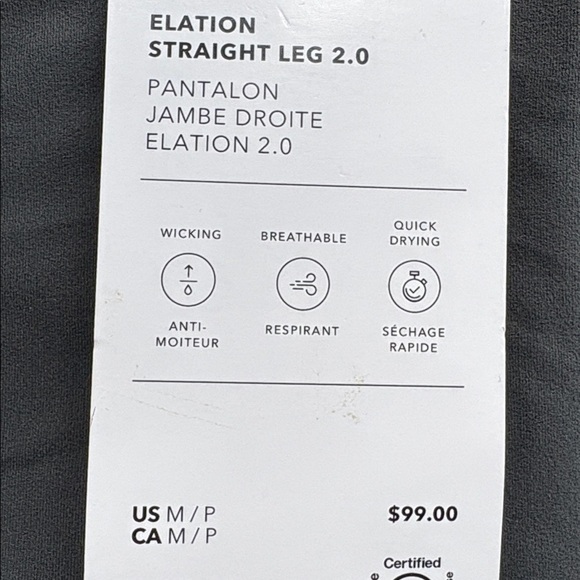 ELATION
STRAIGHT LEG 2.0
PANTALON
JAMBE DROITE
ELATION 2.0
WICKING
BREATHABLE
QUICK
DRYING
ANTI-
MOITEUR
RESPIRANT
SÉCHAGE
RAPIDE
US M / P
CA M / P
$99.00
Certified